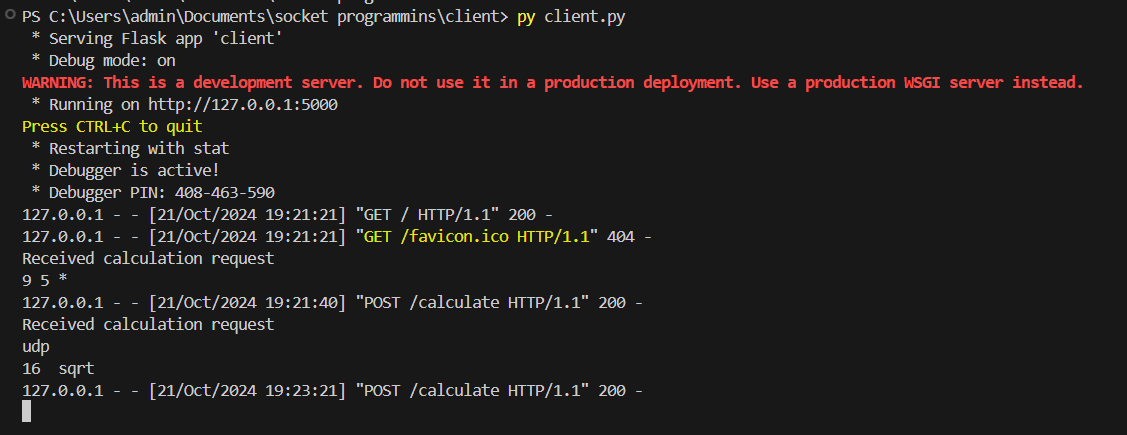 PS C:\Users\admin\Documents\socket programmins\client> py client.py
* Serving Flask app 'client'
* Debug mode: on
WARNING: This is a development server. Do not use it in a production deployment. Use a production WSGI server instead.
* Running on http://127.0.0.1:5000
Press CTRL+C to quit
* Restarting with stat
* Debugger is active!
* Debugger PIN: 408-463-590
127.0.0.1 - - [21/Oct/2024 19:21:21] "GET / HTTP/1.1" 200 -
127.0.0.1 - - [21/Oct/2024 19:21:21] "GET /favicon.ico HTTP/1.1" 404 -
Received calculation request
9 5 *
127.0.0.1 - - [21/Oct/2024 19:21:40] "POST /calculate HTTP/1.1" 200 -
Received calculation request
udp
16  sqrt
127.0.0.1 - - [21/Oct/2024 19:23:21] "POST /calculate HTTP/1.1" 200 -